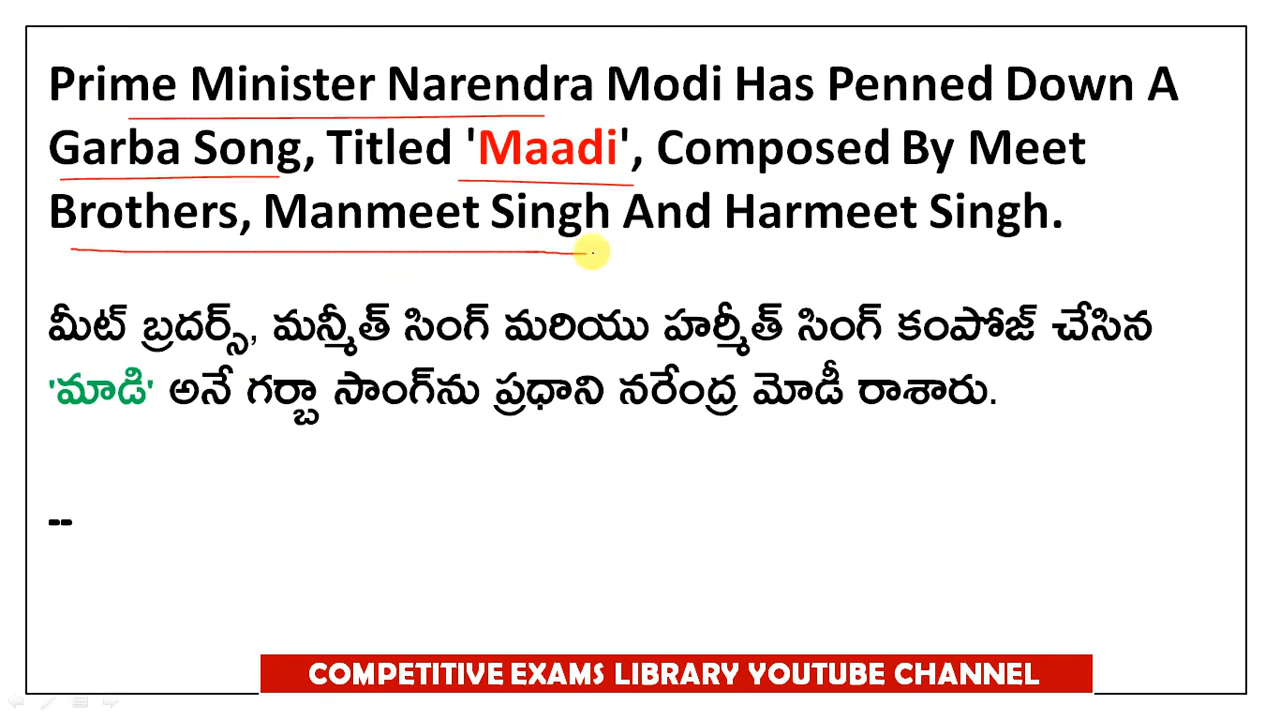 Prime Minister Narendra Modi Has Penned Down A
Garba Song, Titled 'Maadi', Composed By Meet
Brothers, Manmeet Singh And Harmeet Singh.
మీట్ బ్రదర్స్, మన్మీత్ సింగ్ మరియు హర్మీత్ సింగ్ కంపోజ్ చేసిన
'మాడి' అనే గర్బా సాంగ్‌ను ప్రధాని నరేంద్ర మోడీ రాశారు.
--
COMPETITIVE EXAMS LIBRARY YOUTUBE CHANNEL